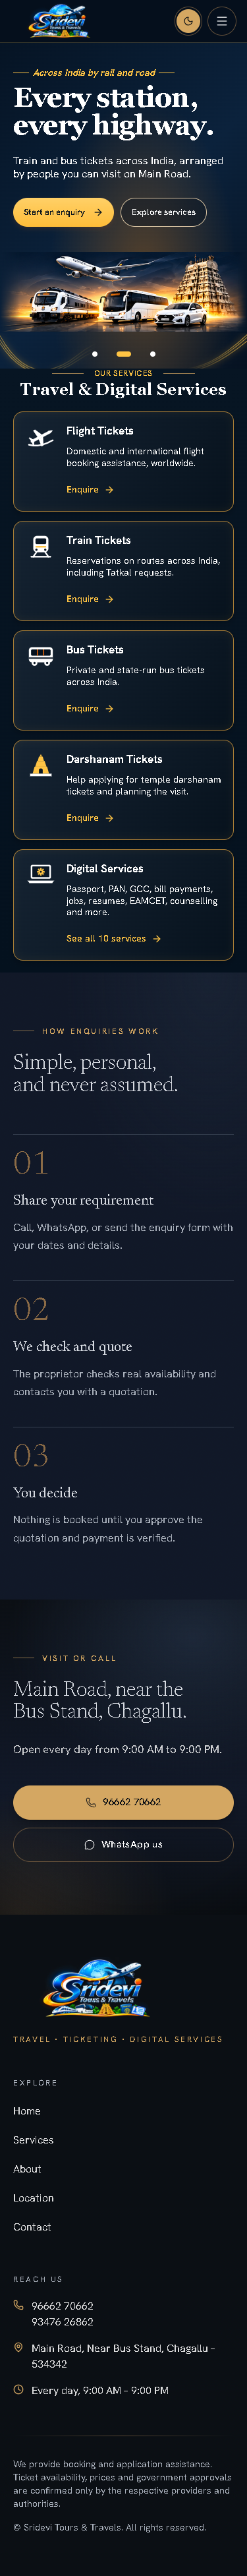 Sridevi
Tours & Travels
Across India by rail and road
Every station,
every highway.
Train and bus tickets across India, arranged
by people you can visit on Main Road.
Start an enquiry
Explore services
OUR SERVICES
Travel & Digital Services
Flight Tickets
Domestic and international flight
booking assistance, worldwide.
Enquire
Train Tickets
Reservations on routes across India,
including Tatkal requests.
Enquire
Bus Tickets
Private and state-run bus tickets
across India.
Enquire
Darshanam Tickets
Help applying for temple darshanam
tickets and planning the visit.
Enquire
Digital Services
Passport, PAN, GCC, bill payments,
jobs, resumes, EAMCET, counselling
and more.
See all 10 services
HOW ENQUIRIES WORK
Simple, personal,
and never assumed.
01
Share your requirement
Call, WhatsApp, or send the enquiry form with
your dates and details.
02
We check and quote
The proprietor checks real availability and
contacts you with a quotation.
03
You decide
Nothing is booked until you approve the
quotation and payment is verified.
VISIT OR CALL
Main Road, near the
Bus Stand, Chagallu.
Open every day from 9:00 AM to 9:00 PM.
96662 70662
WhatsApp us
Sridevi
Tours & Travels
TRAVEL • TICKETING • DIGITAL SERVICES
EXPLORE
Home
Services
About
Location
Contact
REACH US
96662 70662
93476 26862
Main Road, Near Bus Stand, Chagallu –
534342
Every day, 9:00 AM – 9:00 PM
We provide booking and application assistance.
Ticket availability, prices and government approvals
are confirmed only by the respective providers and
authorities.
© Sridevi Tours & Travels. All rights reserved.